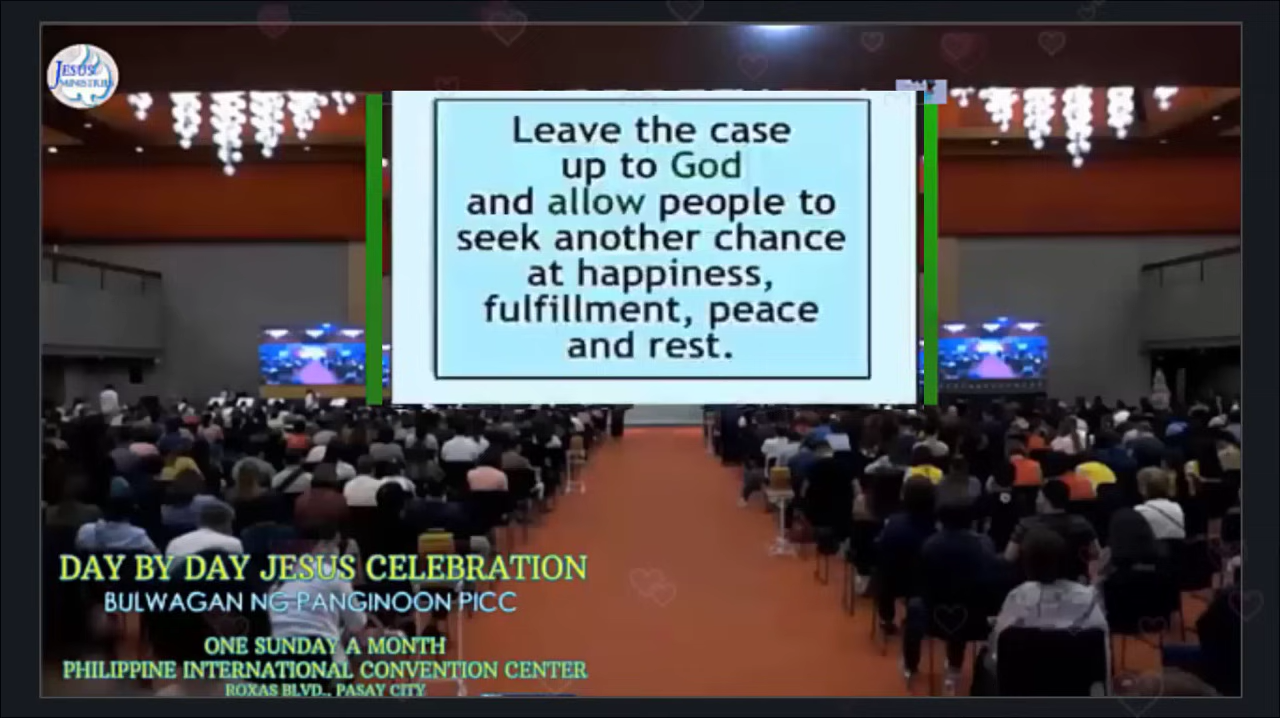 JESUS
MINISTRIES
Leave the case
up to God
and allow people to
seek another chance
at happiness,
fulfillment, peace
and rest.
DAY BY DAY JESUS CELEBRATION
BULWAGAN NG PANGINOON PICC
ONE SUNDAY A MONTH
PHILIPPINE INTERNATIONAL CONVENTION CENTER
ROXAS BLVD., PASAY CITY